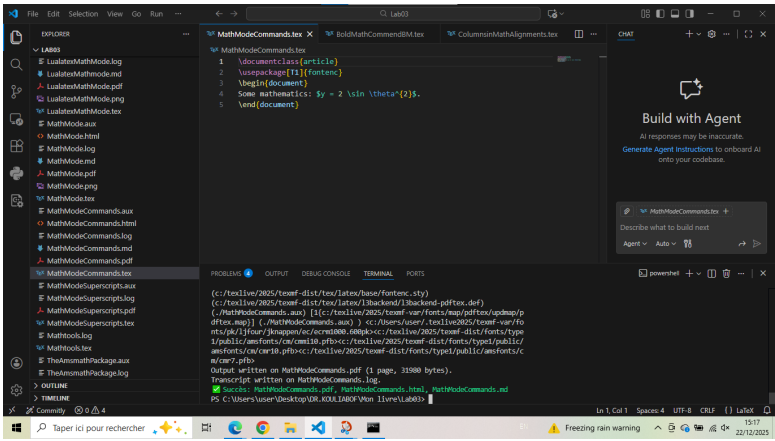 File Edit Selection View Go Run ···
Lab03
EXPLORER ···
LAB03
LualatexMathMode.log
LualatexMathMode.md
LualatexMathMode.pdf
LualatexMathMode.png
LualatexMathMode.tex
MathMode.aux
MathMode.html
MathMode.log
MathMode.md
MathMode.pdf
MathMode.png
MathMode.tex
MathModeCommands.aux
MathModeCommands.html
MathModeCommands.log
MathModeCommands.md
MathModeCommands.pdf
MathModeCommands.tex
MathModeSuperscripts.aux
MathModeSuperscripts.log
MathModeSuperscripts.pdf
MathModeSuperscripts.tex
Mathtools.log
Mathtools.tex
TheAmsmathPackage.aux
TheAmsmathPackage.log
OUTLINE
TIMELINE
MathModeCommands.tex BoldMathCommendBM.tex ColumnsinMathAlignments.tex
MathModeCommands.tex
1 \documentclass{article}
2 \usepackage[T1]{fontenc}
3 \begin{document}
4 Some mathematics: $y = 2 \sin \theta^{2}$.
5 \end{document}
PROBLEMS 4 OUTPUT DEBUG CONSOLE TERMINAL PORTS
powershell
(c:/texlive/2025/texmf-dist/tex/latex/base/fontenc.sty)
(c:/texlive/2025/texmf-dist/tex/latex/l3backend/l3backend-pdftex.def)
(./MathModeCommands.aux) [1{c:/texlive/2025/texmf-var/fonts/map/pdftex/updmap/p
dftex.map}] (./MathModeCommands.aux) ) <c:/Users/user/.texlive2025/texmf-var/fo
nts/pk/ljfour/jknappen/ec/ecrm1000.600pk><c:/texlive/2025/texmf-dist/fonts/type
1/public/amsfonts/cm/cmmi10.pfb><c:/texlive/2025/texmf-dist/fonts/type1/public/
amsfonts/cm/cmr10.pfb><c:/texlive/2025/texmf-dist/fonts/type1/public/amsfonts/c
m/cmr7.pfb>
Output written on MathModeCommands.pdf (1 page, 31980 bytes).
Transcript written on MathModeCommands.log.
✅ Succès: MathModeCommands.pdf, MathModeCommands.html, MathModeCommands.md
PS C:\Users\user\Desktop\DR.KOULIABOF\Mon livre\Lab03>
CHAT
Build with Agent
AI responses may be inaccurate.
Generate Agent Instructions to onboard AI
onto your codebase.
MathModeCommands.tex +
Describe what to build next
Agent Auto
Commitly 0 4
Ln 1, Col 1 Spaces: 4 UTF-8 CRLF {} LaTeX
Taper ici pour rechercher
EN
Freezing rain warning
15:17
22/12/2025